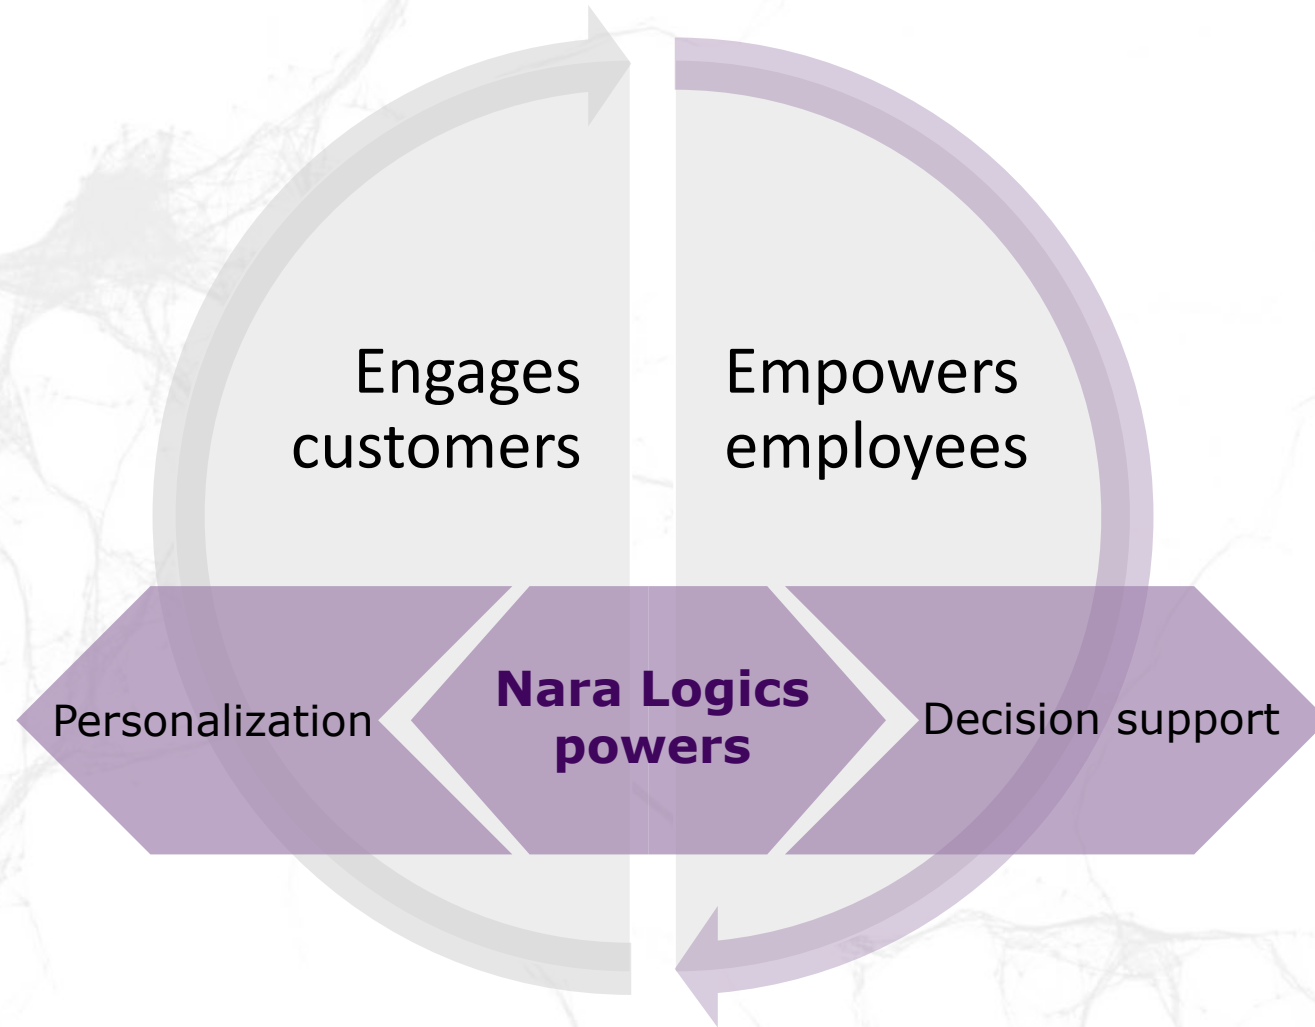 Engages
customers
Empowers
employees
Personalization
Nara Logics
powers
Decision support